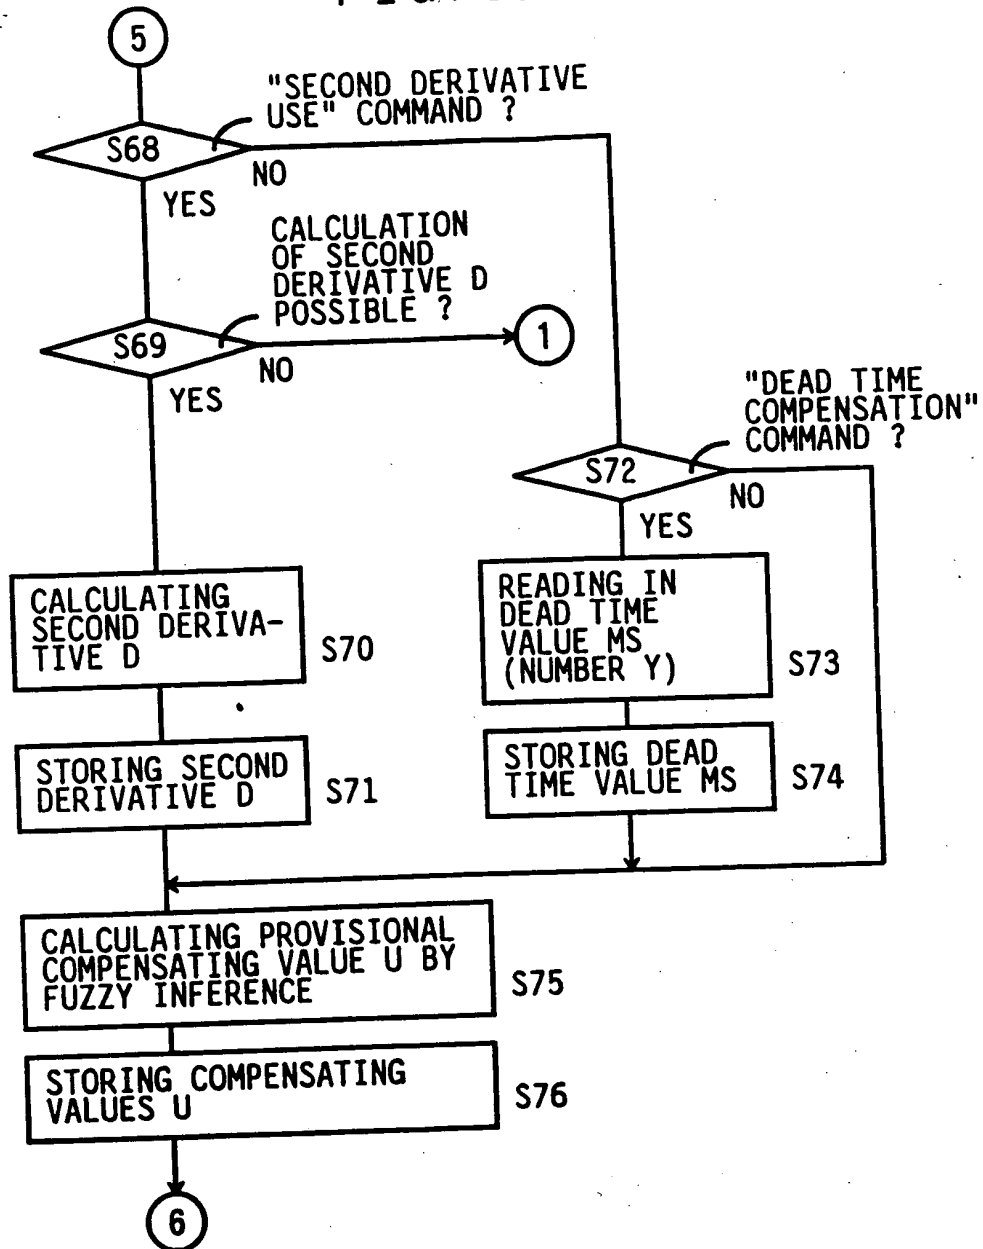 5
"SECOND DERIVATIVE
USE" COMMAND ?
S68
NO
YES
CALCULATION
OF SECOND
DERIVATIVE D
POSSIBLE ?
S69
NO
1
YES
"DEAD TIME
COMPENSATION"
COMMAND ?
S72
NO
YES
CALCULATING
SECOND DERIVA-
TIVE D
S70
READING IN
DEAD TIME
VALUE MS
(NUMBER Y)
S73
STORING SECOND
DERIVATIVE D
S71
STORING DEAD
TIME VALUE MS
S74
CALCULATING PROVISIONAL
COMPENSATING VALUE U BY
FUZZY INFERENCE
S75
STORING COMPENSATING
VALUES U
S76
6